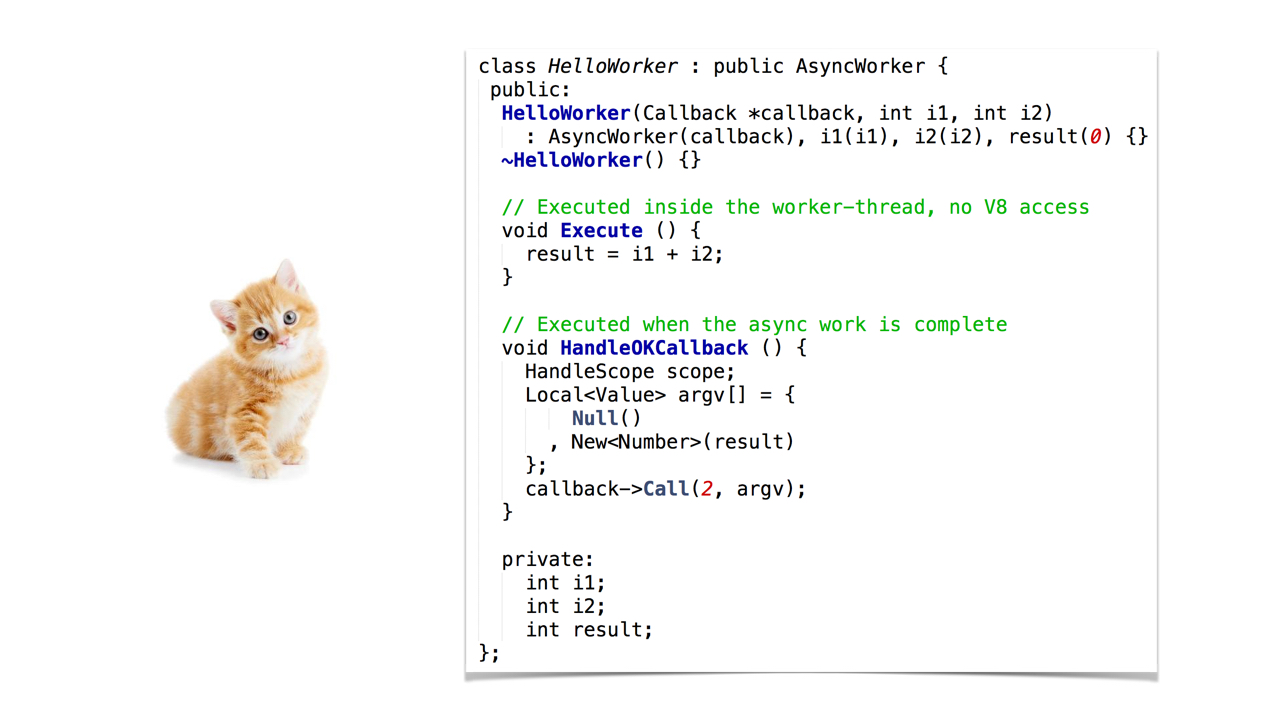 class HelloWorker : public AsyncWorker {
public:
HelloWorker(Callback *callback, int i1, int i2)
: AsyncWorker(callback), i1(i1), i2(i2), result(0) {}
~HelloWorker() {}
// Executed inside the worker-thread, no V8 access
void Execute () {
result = i1 + i2;
}
// Executed when the async work is complete
void HandleOKCallback () {
HandleScope scope;
Local<Value> argv[] = {
Null()
, New<Number>(result)
};
callback->Call(2, argv);
}
private:
int i1;
int i2;
int result;
};